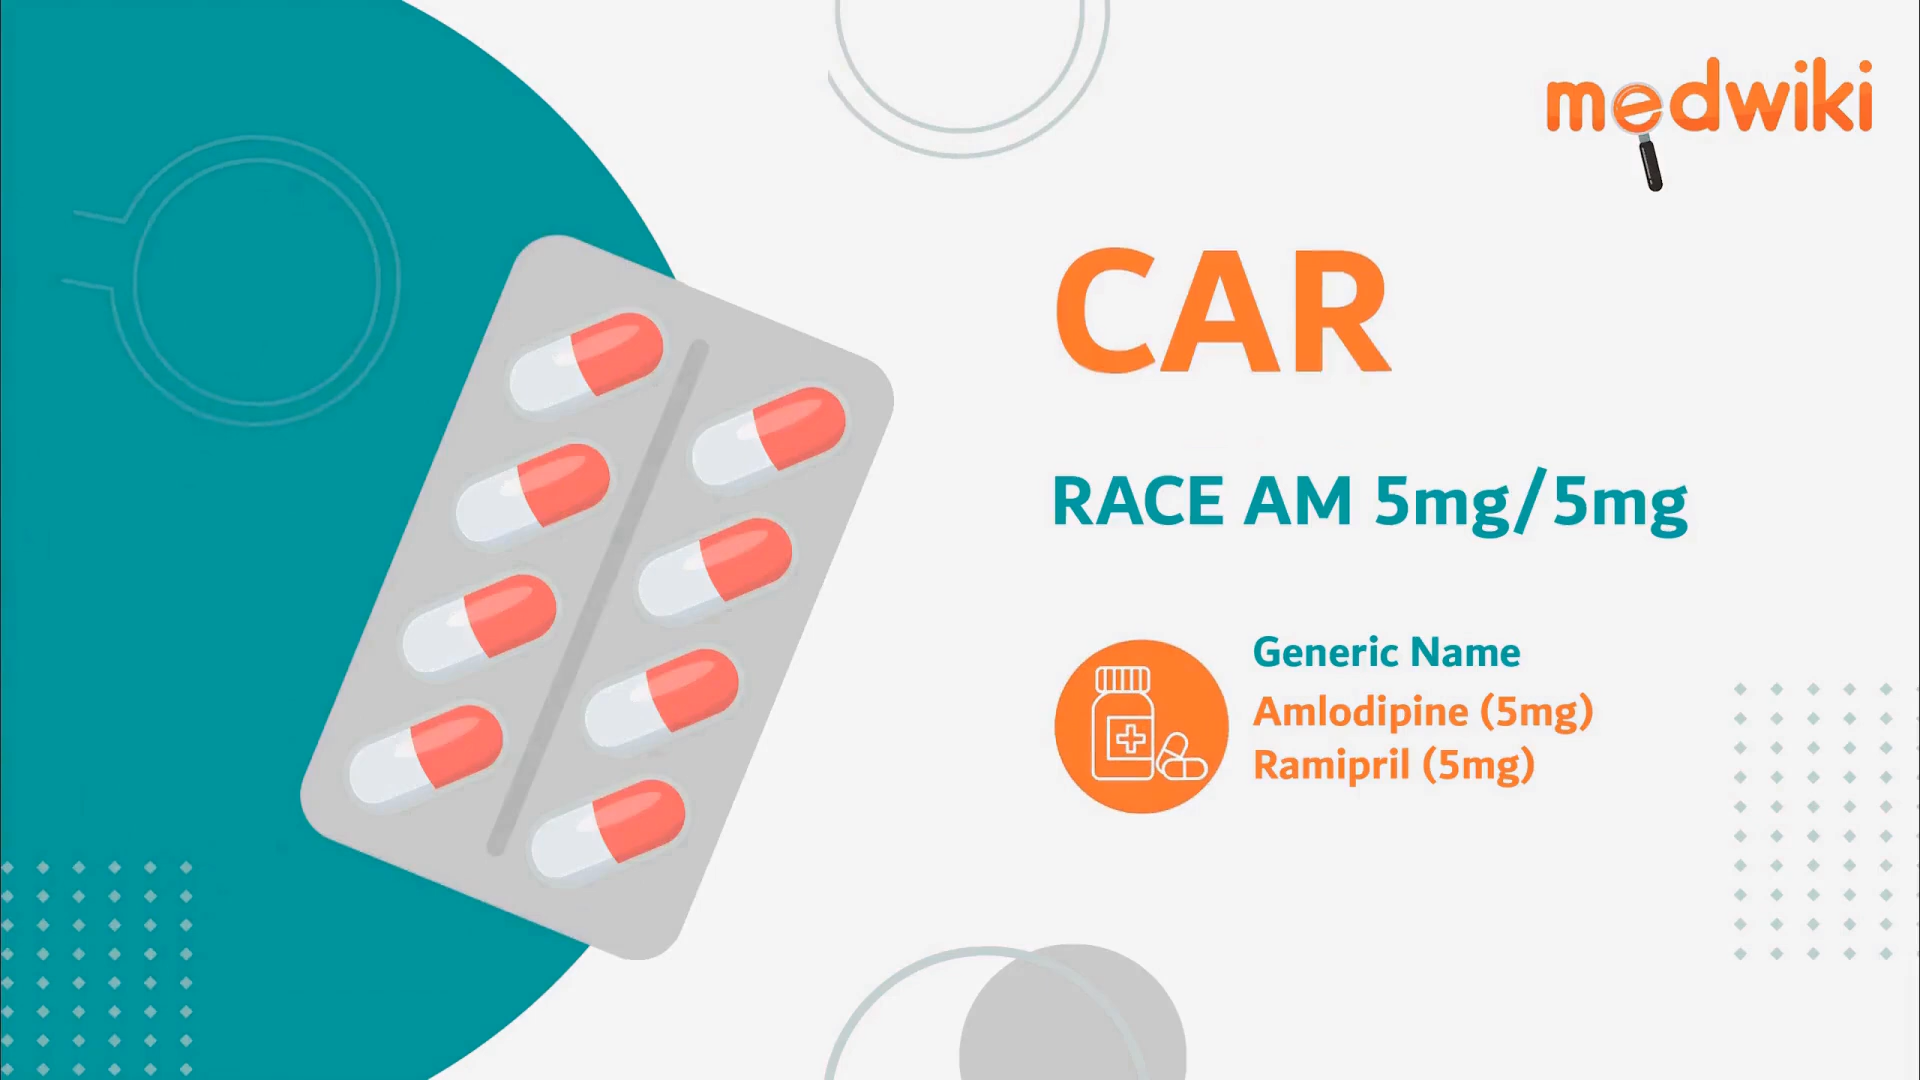 medwiki
CAR
RACE AM 5mg/5mg
Generic Name
Amlodipine (5mg)
Ramipril (5mg)